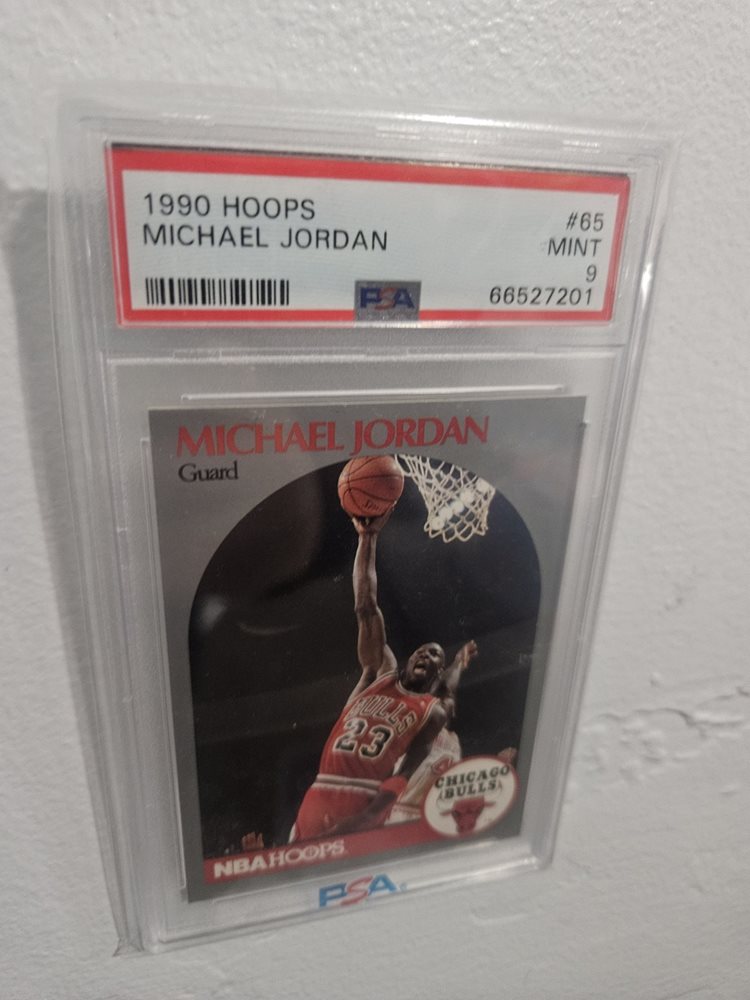 1990 HOOPS
MICHAEL JORDAN
#65
MINT
9
66527201
PSA
MICHAEL JORDAN
Guard
BULLS
23
CHICAGO
BULLS
NBA HOOPS
PSA